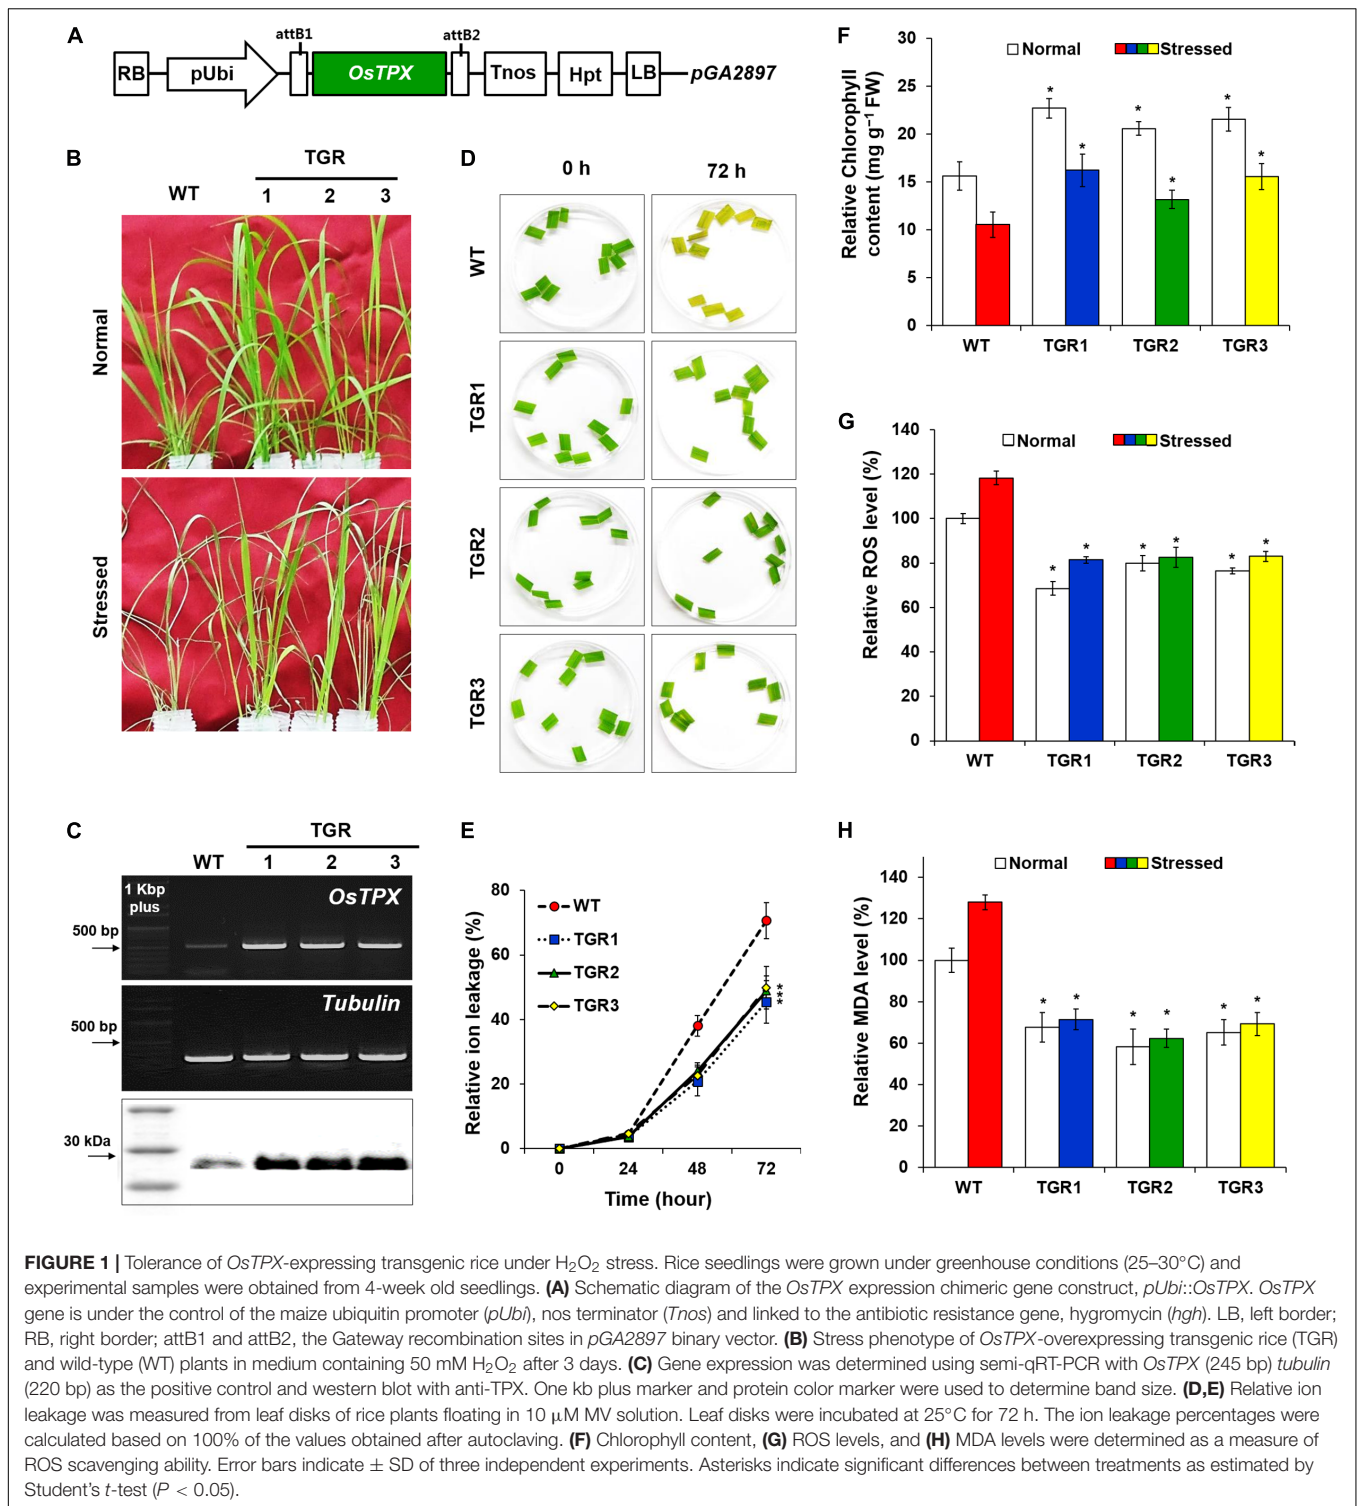 A
attB1
attB2
RB
pUbi
OsTPX
Tnos
Hpt
LB
pGA2897
B
TGR
WT
1
2
3
Normal
Stressed
C
TGR
WT
1
2
3
1 Kbp
plus
OsTPX
500 bp
Tubulin
500 bp
30 kDa
D
0 h
72 h
WT
TGR1
TGR2
TGR3
E
80
60
40
20
0
WT
TGR1
TGR2
TGR3
***
Relative ion leakage (%)
0
24
48
72
Time (hour)
F
30
25
20
15
10
5
0
Normal
Stressed
Relative Chlorophyll
content (mg g⁻¹ FW)
* * * * * *
WT
TGR1
TGR2
TGR3
G
140
120
100
80
60
40
20
0
Normal
Stressed
Relative ROS level (%)
* * * * * *
WT
TGR1
TGR2
TGR3
H
140
120
100
80
60
40
20
0
Normal
Stressed
Relative MDA level (%)
* * * * * *
WT
TGR1
TGR2
TGR3
FIGURE 1 | Tolerance of OsTPX-expressing transgenic rice under H₂O₂ stress. Rice seedlings were grown under greenhouse conditions (25–30°C) and
experimental samples were obtained from 4-week old seedlings. (A) Schematic diagram of the OsTPX expression chimeric gene construct, pUbi::OsTPX. OsTPX
gene is under the control of the maize ubiquitin promoter (pUbi), nos terminator (Tnos) and linked to the antibiotic resistance gene, hygromycin (hgh). LB, left border;
RB, right border; attB1 and attB2, the Gateway recombination sites in pGA2897 binary vector. (B) Stress phenotype of OsTPX-overexpressing transgenic rice (TGR)
and wild-type (WT) plants in medium containing 50 mM H₂O₂ after 3 days. (C) Gene expression was determined using semi-qRT-PCR with OsTPX (245 bp) tubulin
(220 bp) as the positive control and western blot with anti-TPX. One kb plus marker and protein color marker were used to determine band size. (D,E) Relative ion
leakage was measured from leaf disks of rice plants floating in 10 μM MV solution. Leaf disks were incubated at 25°C for 72 h. The ion leakage percentages were
calculated based on 100% of the values obtained after autoclaving. (F) Chlorophyll content, (G) ROS levels, and (H) MDA levels were determined as a measure of
ROS scavenging ability. Error bars indicate ± SD of three independent experiments. Asterisks indicate significant differences between treatments as estimated by
Student's t-test (P < 0.05).